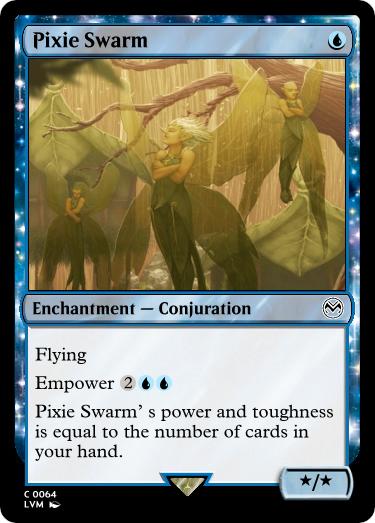 Pixie Swarm
Enchantment — Conjuration
Flying
Empower 2
Pixie Swarm' s power and toughness
is equal to the number of cards in
your hand.
★/★
C 0064
LVM